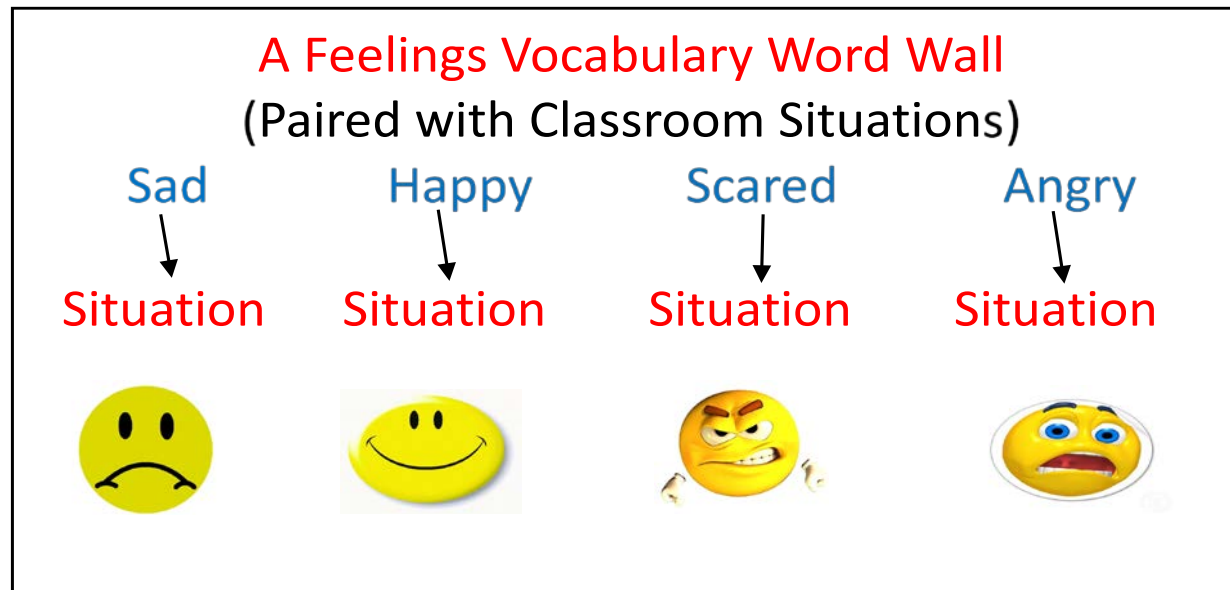 A Feelings Vocabulary Word Wall
(Paired with Classroom Situations)
Sad Happy Scared Angry
Situation Situation Situation Situation